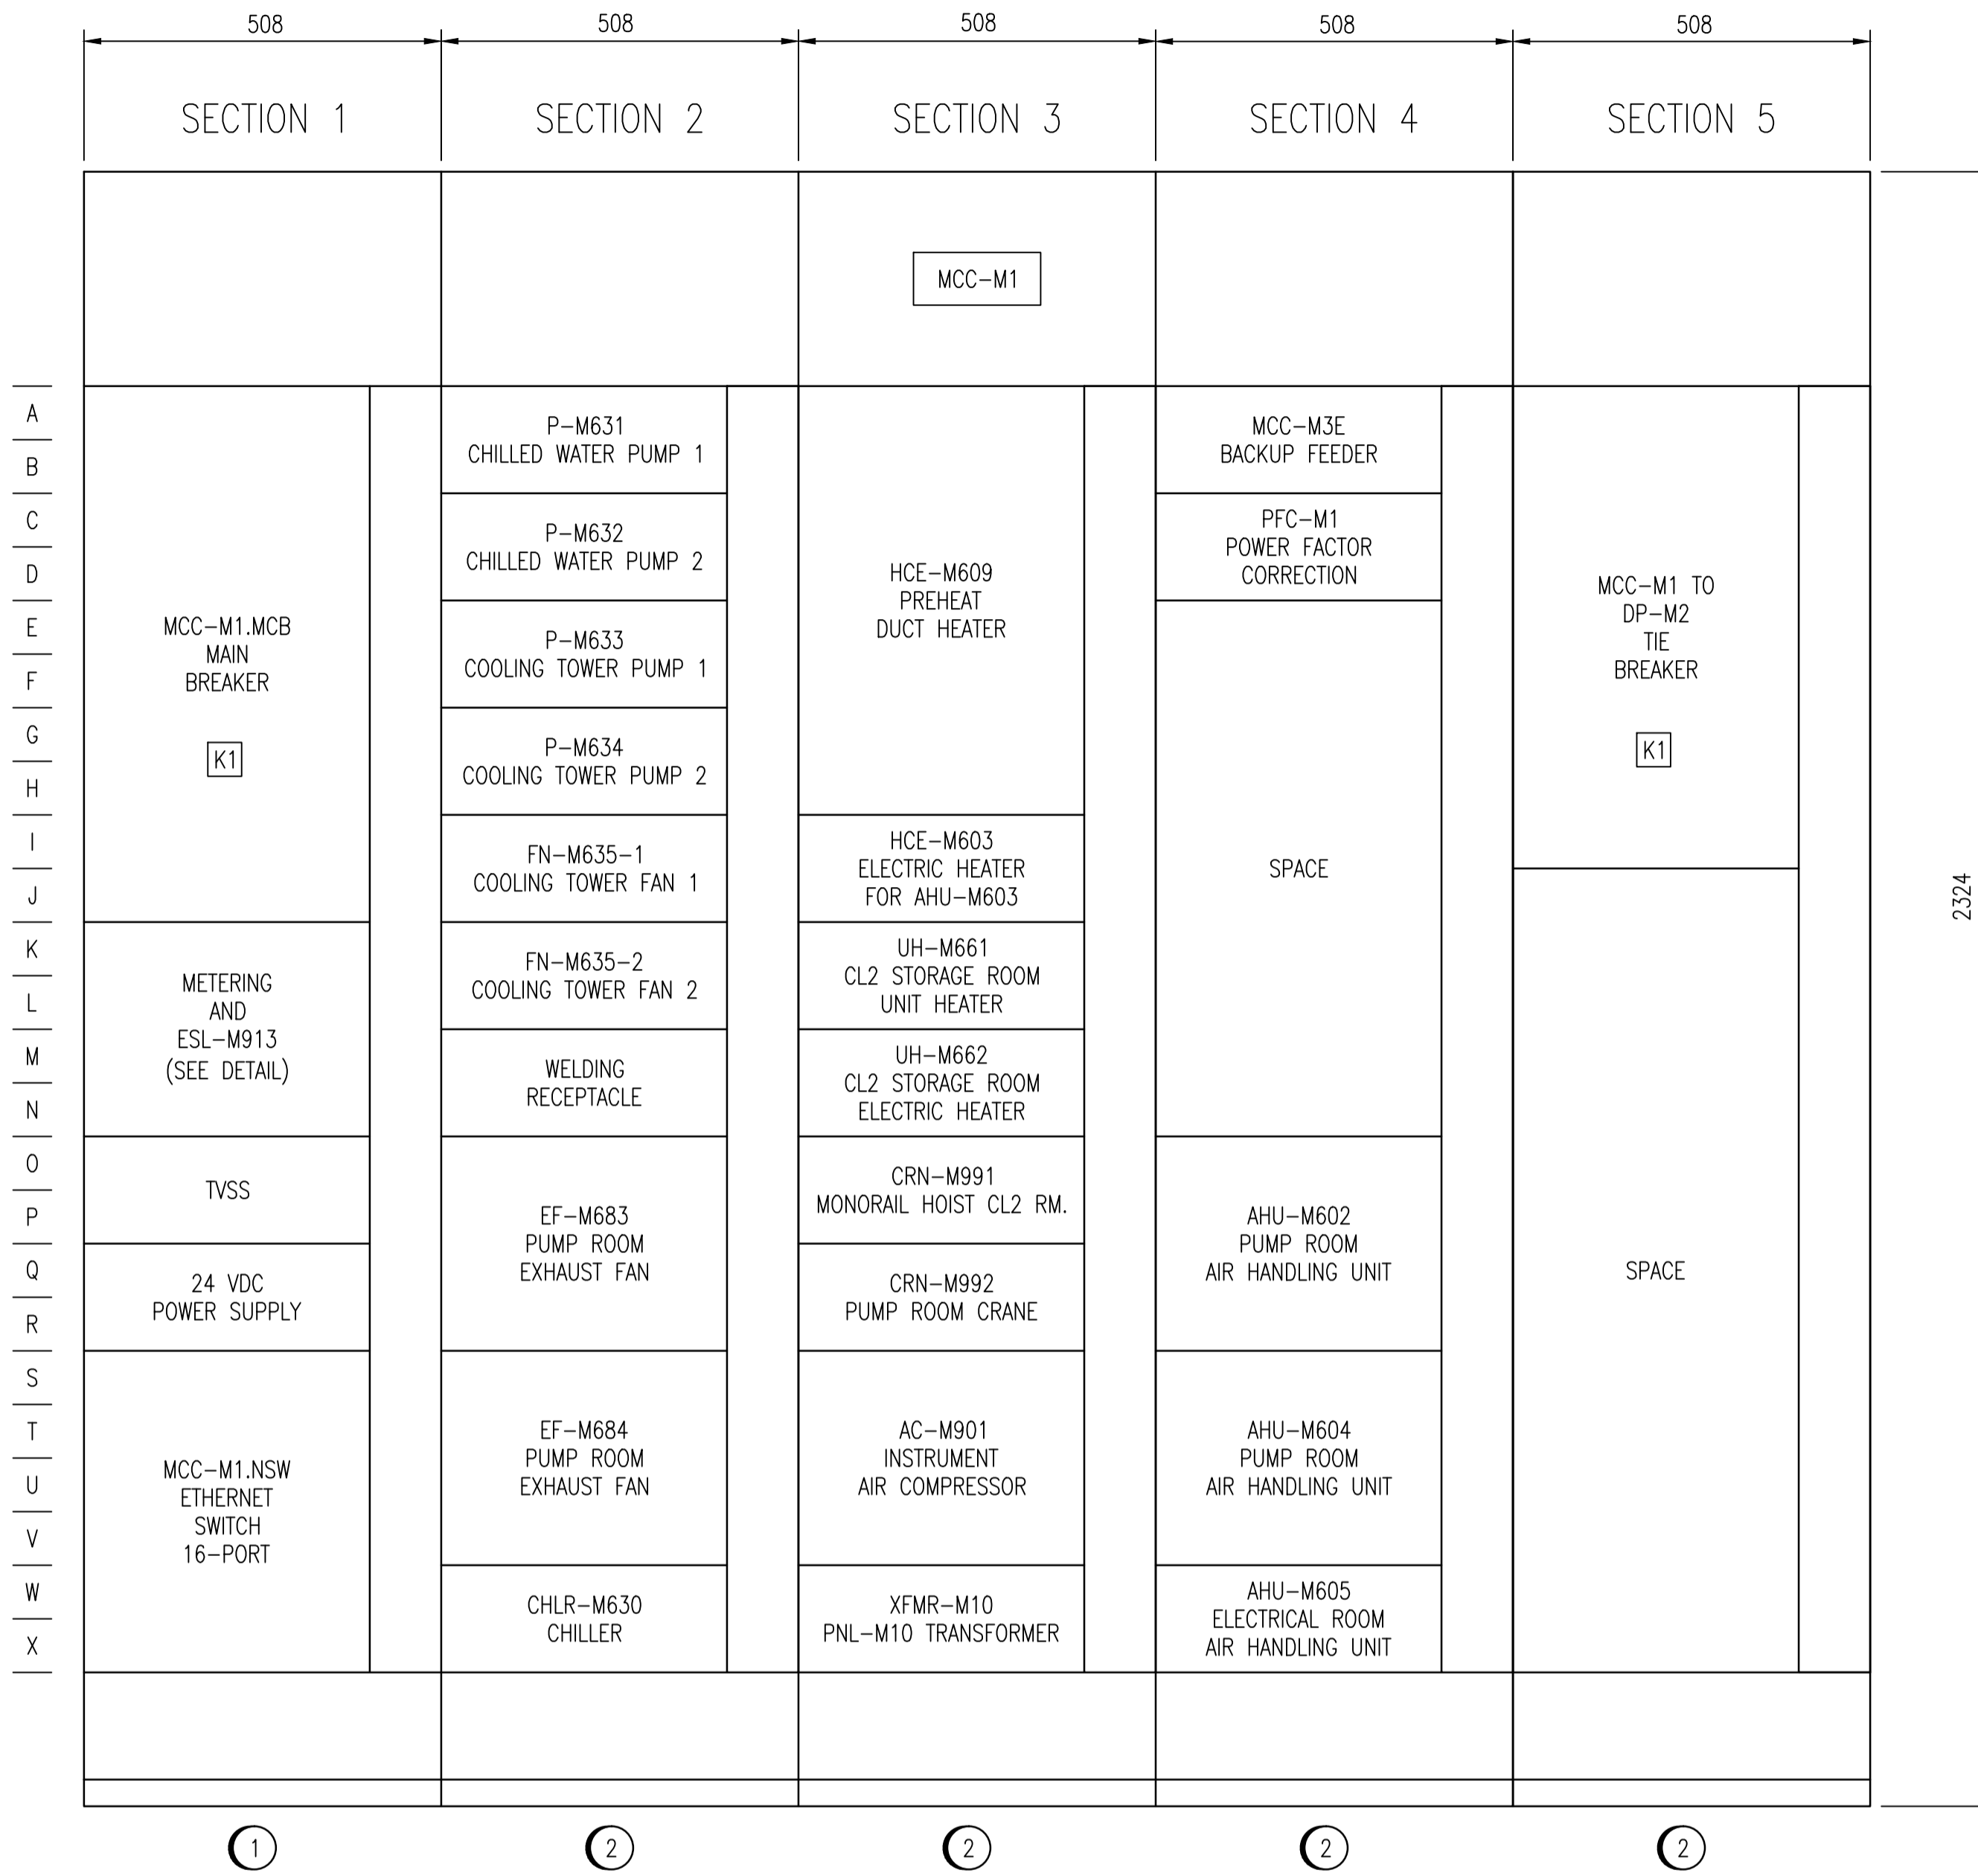 508
508
508
508
508
SECTION 1
SECTION 2
SECTION 3
SECTION 4
SECTION 5
MCC-M1
A
B
C
D
E
F
G
H
I
J
K
L
M
N
O
P
Q
R
S
T
U
V
W
X
MCC-M1.MCB
MAIN
BREAKER
K1
METERING
AND
ESL-M913
(SEE DETAIL)
TVSS
24 VDC
POWER SUPPLY
MCC-M1.NSW
ETHERNET
SWITCH
16-PORT
P-M631
CHILLED WATER PUMP 1
P-M632
CHILLED WATER PUMP 2
P-M633
COOLING TOWER PUMP 1
P-M634
COOLING TOWER PUMP 2
FN-M635-1
COOLING TOWER FAN 1
FN-M635-2
COOLING TOWER FAN 2
WELDING
RECEPTACLE
EF-M683
PUMP ROOM
EXHAUST FAN
EF-M684
PUMP ROOM
EXHAUST FAN
CHLR-M630
CHILLER
HCE-M609
PREHEAT
DUCT HEATER
HCE-M603
ELECTRIC HEATER
FOR AHU-M603
UH-M661
CL2 STORAGE ROOM
UNIT HEATER
UH-M662
CL2 STORAGE ROOM
ELECTRIC HEATER
CRN-M991
MONORAIL HOIST CL2 RM.
CRN-M992
PUMP ROOM CRANE
AC-M901
INSTRUMENT
AIR COMPRESSOR
XFMR-M10
PNL-M10 TRANSFORMER
MCC-M3E
BACKUP FEEDER
PFC-M1
POWER FACTOR
CORRECTION
SPACE
AHU-M602
PUMP ROOM
AIR HANDLING UNIT
AHU-M604
PUMP ROOM
AIR HANDLING UNIT
AHU-M605
ELECTRICAL ROOM
AIR HANDLING UNIT
MCC-M1 TO
DP-M2
TIE
BREAKER
K1
SPACE
2324
1
2
2
2
2